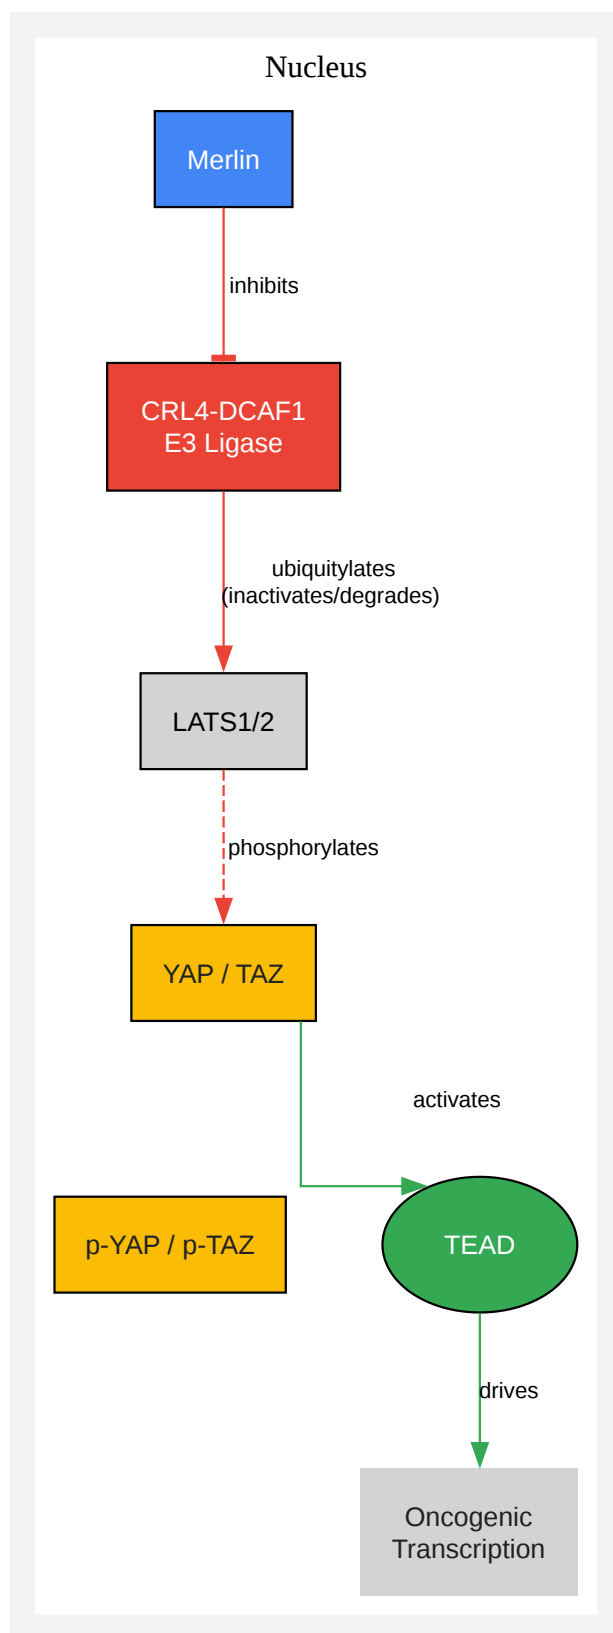 Nucleus
Merlin
inhibits
CRL4-DCAF1
E3 Ligase
ubiquitylates
(inactivates/degrades)
LATS1/2
phosphorylates
YAP / TAZ
activates
p-YAP / p-TAZ
TEAD
drives
Oncogenic
Transcription